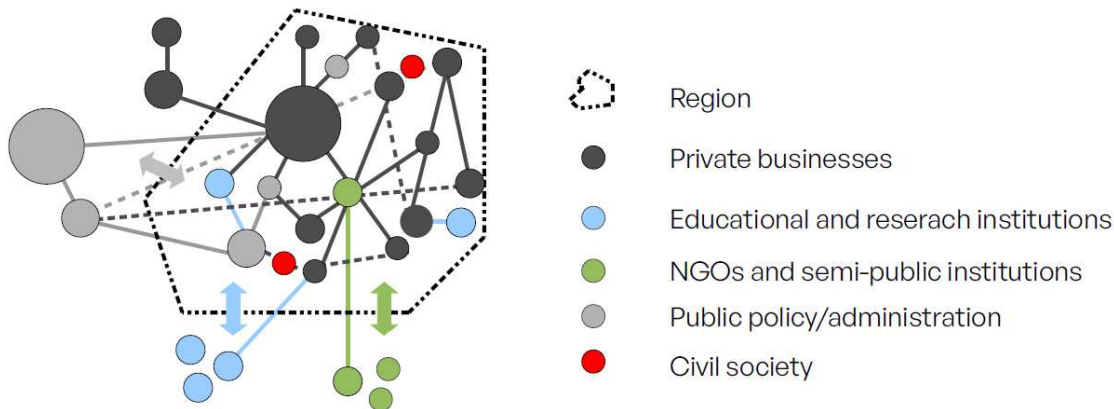 Region
Private businesses
Educational and reserach institutions
NGOs and semi-public institutions
Public policy/administration
Civil society